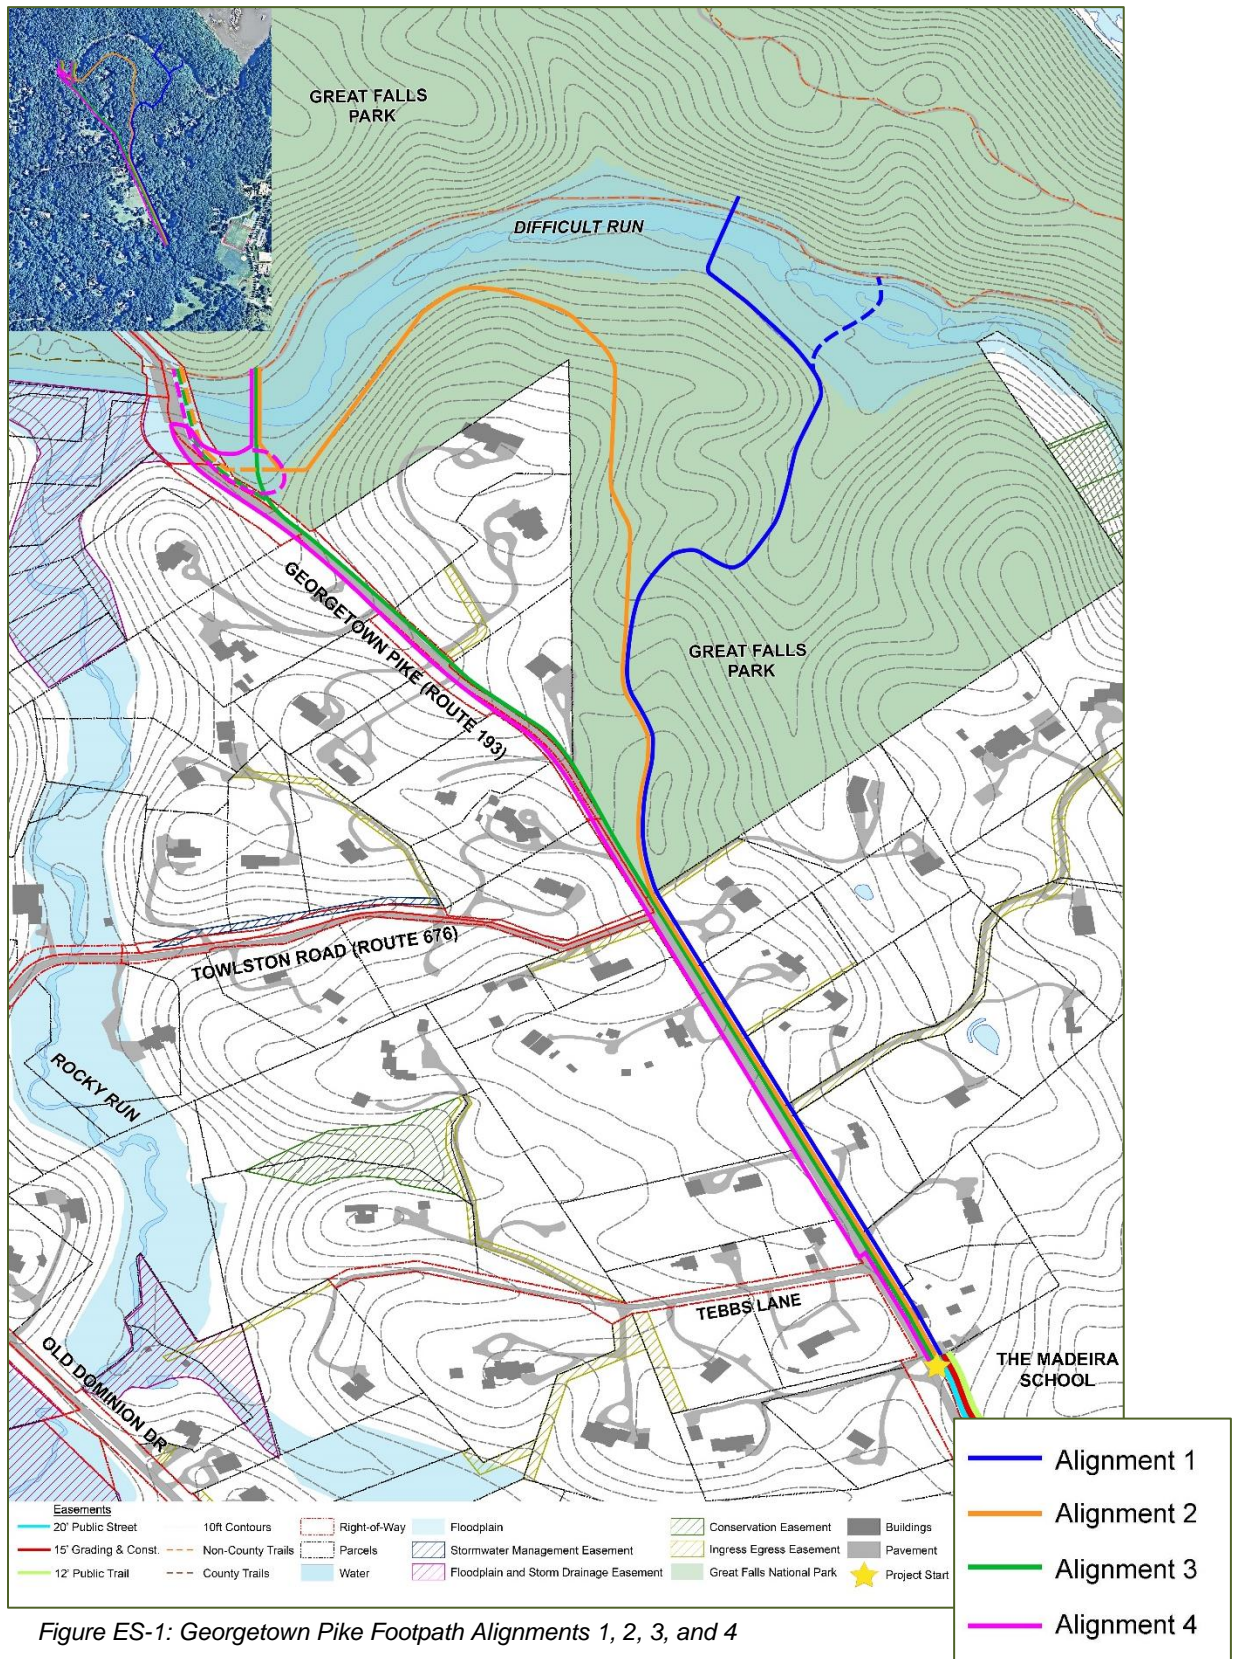 GREAT FALLS
PARK
DIFFICULT RUN
GEORGETOWN PIKE (ROUTE 193)
GREAT FALLS
PARK
TOWLSTON ROAD (ROUTE 676)
ROCKY RUN
TEBBS LANE
OLD DOMINION DR
THE MADEIRA
SCHOOL
Alignment 1
Alignment 2
Alignment 3
Alignment 4
Easements
20' Public Street
15' Grading & Const.
12' Public Trail
10ft Contours
Non-County Trails
County Trails
Right-of-Way
Parcels
Water
Floodplain
Stormwater Management Easement
Floodplain and Storm Drainage Easement
Conservation Easement
Ingress Egress Easement
Great Falls National Park
Buildings
Pavement
Project Start
Figure ES-1: Georgetown Pike Footpath Alignments 1, 2, 3, and 4